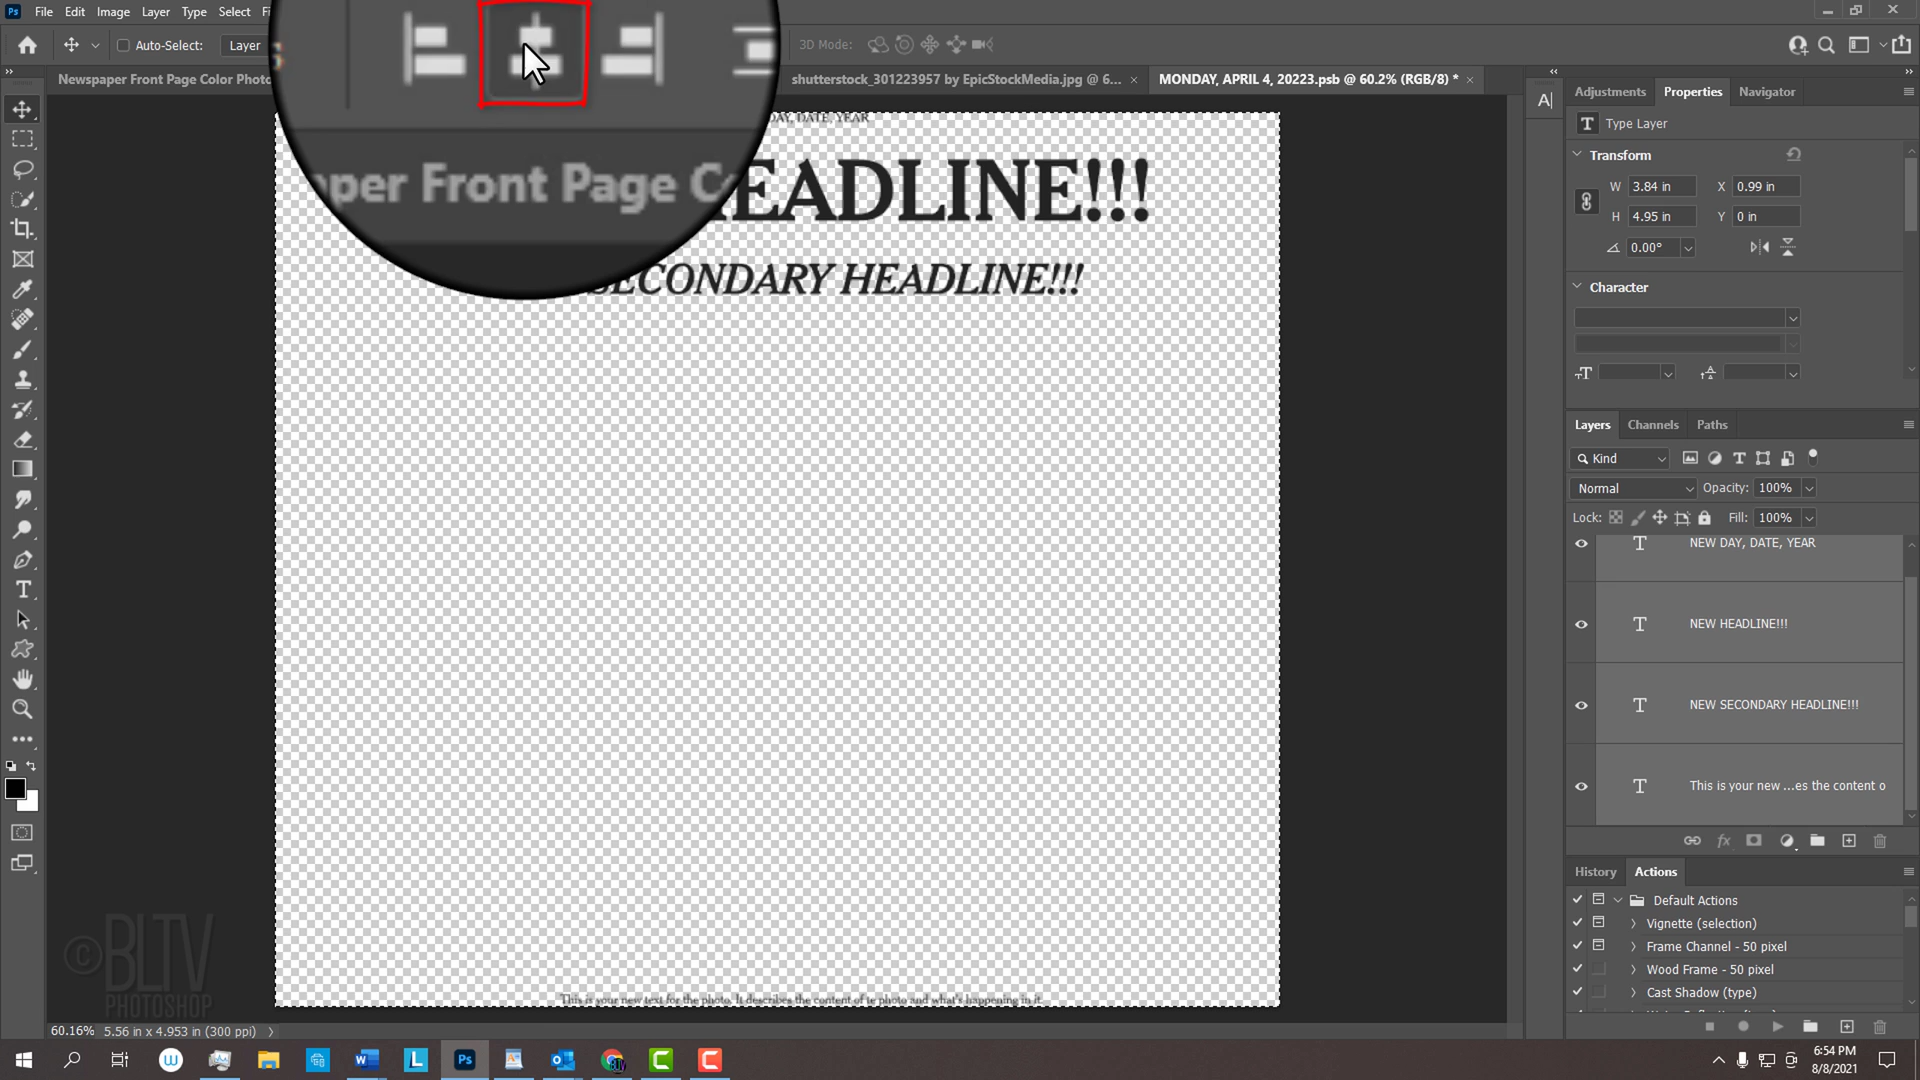 File Edit Image Layer Type Select
Auto-Select: Layer
3D Mode:
Newspaper Front Page Color Photo
shutterstock_301223957 by EpicStockMedia.jpg @ 6...
MONDAY, APRIL 4, 20223.psb @ 60.2% (RGB/8) *
per Front Page C
DATE, YEAR
EADLINE!!!
SECONDARY HEADLINE!!!
This is your new text for the photo. It describes the content of te photo and what's happening in it.
Adjustments Properties Navigator
Type Layer
Transform
W 3.84 in X 0.99 in
H 4.95 in Y 0 in
0.00°
Character
Layers Channels Paths
Kind
Normal Opacity: 100%
Lock: Fill: 100%
NEW DAY, DATE, YEAR
NEW HEADLINE!!!
NEW SECONDARY HEADLINE!!!
This is your new ...es the content o
History Actions
Default Actions
Vignette (selection)
Frame Channel - 50 pixel
Wood Frame - 50 pixel
Cast Shadow (type)
©BLTV
PHOTOSHOP
60.16% 5.56 in x 4.953 in (300 ppi)
6:54 PM
8/8/2021